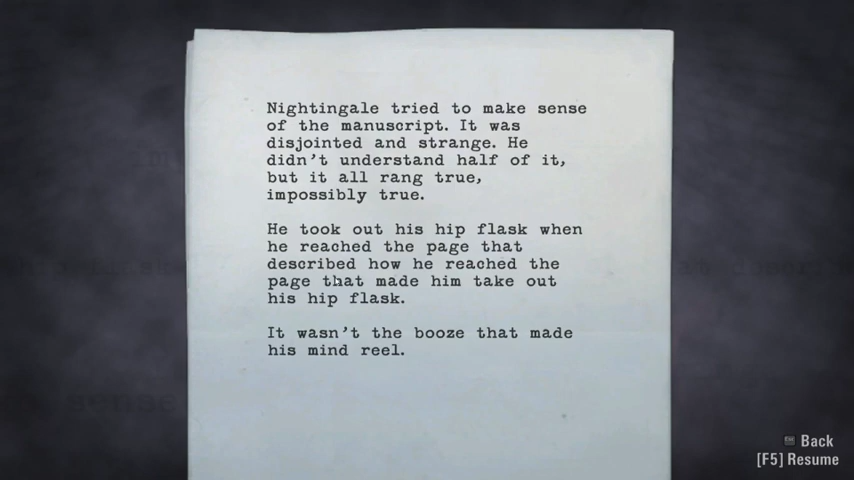 Nightingale tried to make sense
of the manuscript. It was
disjointed and strange. He
didn't understand half of it,
but it all rang true,
impossibly true.
He took out his hip flask when
he reached the page that
described how he reached the
page that made him take out
his hip flask.
It wasn't the booze that made
his mind reel.
Back
[F5] Resume